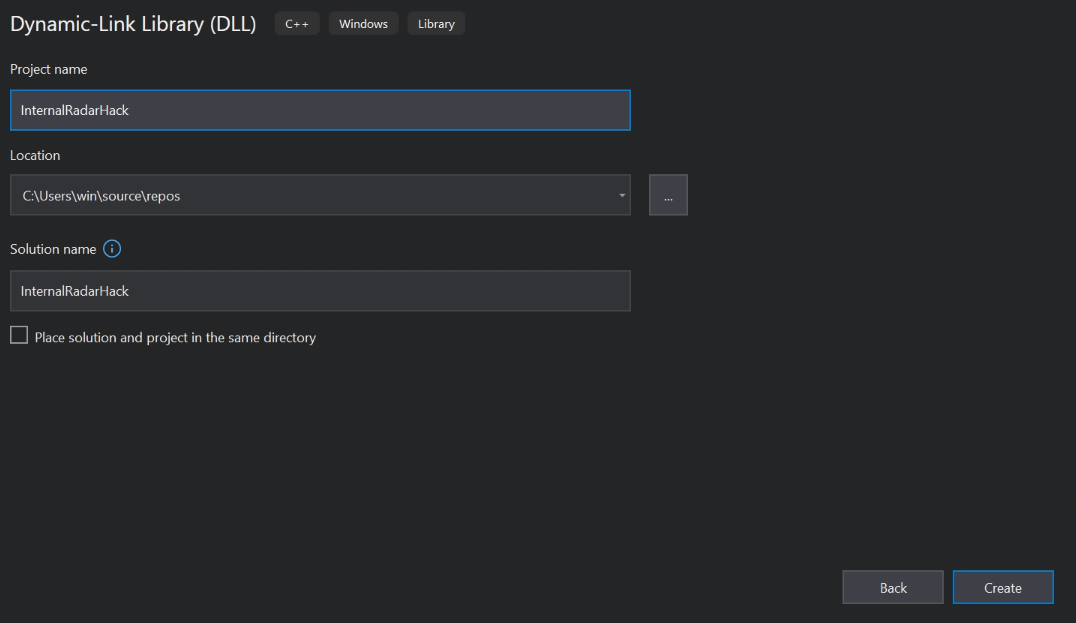 Dynamic-Link Library (DLL) C++ Windows Library
Project name
InternalRadarHack
Location
C:\Users\win\source\repos ...
Solution name
InternalRadarHack
Place solution and project in the same directory
Back Create